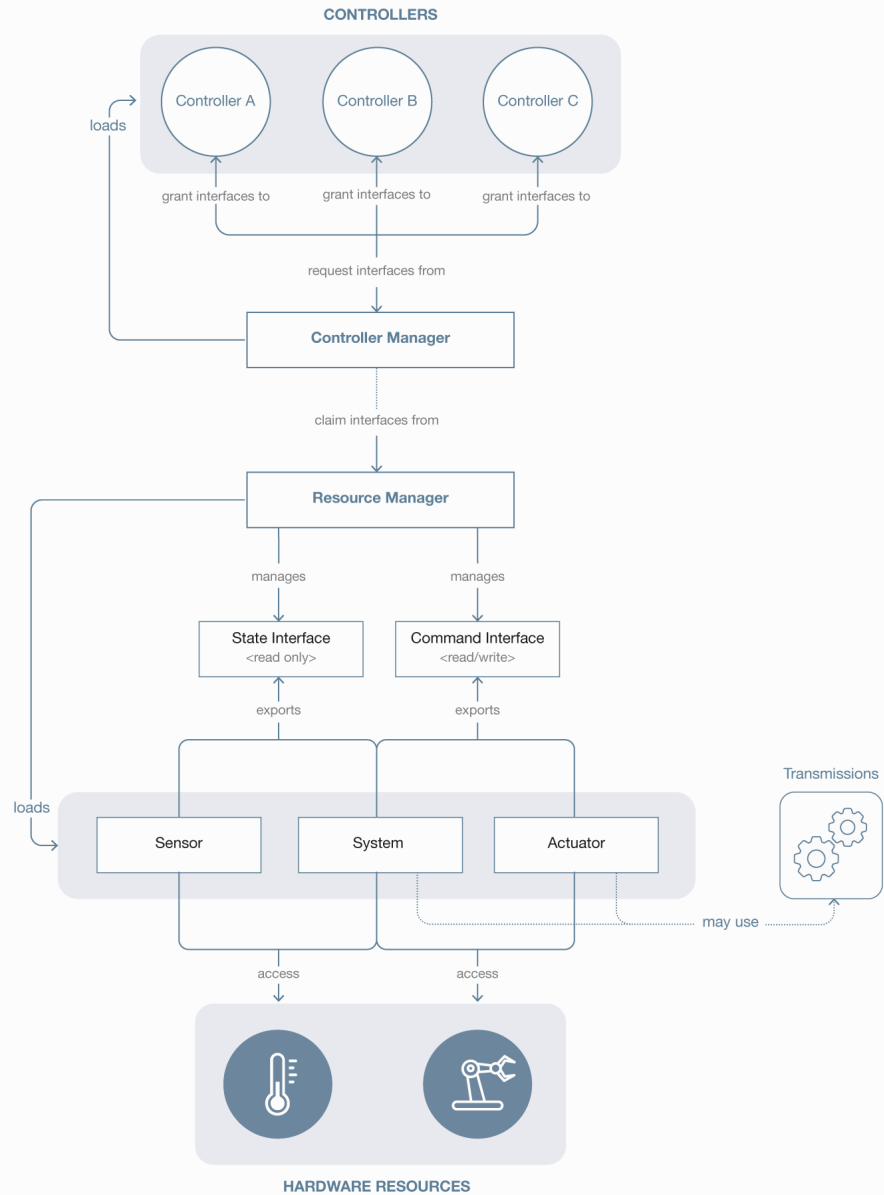 CONTROLLERS
Controller A
Controller B
Controller C
loads
grant interfaces to
grant interfaces to
grant interfaces to
request interfaces from
Controller Manager
claim interfaces from
Resource Manager
manages
manages
State Interface
<read only>
Command Interface
<read/write>
exports
exports
Transmissions
loads
Sensor
System
Actuator
may use
access
access
HARDWARE RESOURCES